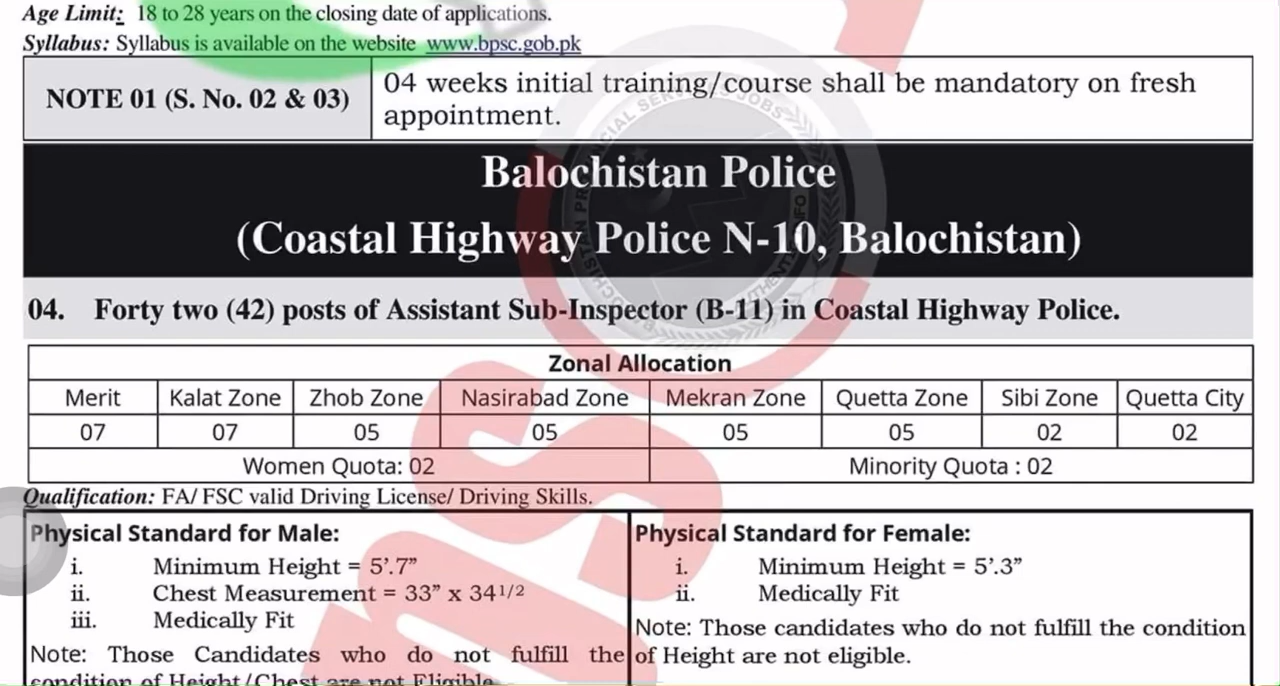 Age Limit: 18 to 28 years on the closing date of applications.
Syllabus: Syllabus is available on the website www.bpsc.gob.pk
NOTE 01 (S. No. 02 & 03)
04 weeks initial training/course shall be mandatory on fresh
appointment.
Balochistan Police
(Coastal Highway Police N-10, Balochistan)
04. Forty two (42) posts of Assistant Sub-Inspector (B-11) in Coastal Highway Police.
Zonal Allocation
Merit Kalat Zone Zhob Zone Nasirabad Zone Mekran Zone Quetta Zone Sibi Zone Quetta City
07 07 05 05 05 05 02 02
Women Quota: 02 Minority Quota : 02
Qualification: FA/ FSC valid Driving License/ Driving Skills.
Physical Standard for Male:
i. Minimum Height = 5’.7”
ii. Chest Measurement = 33” x 34 1/2
iii. Medically Fit
Note: Those Candidates who do not fulfill the
condition of Height/Chest are not Eligible
Physical Standard for Female:
i. Minimum Height = 5’.3”
ii. Medically Fit
Note: Those candidates who do not fulfill the condition
of Height are not eligible.